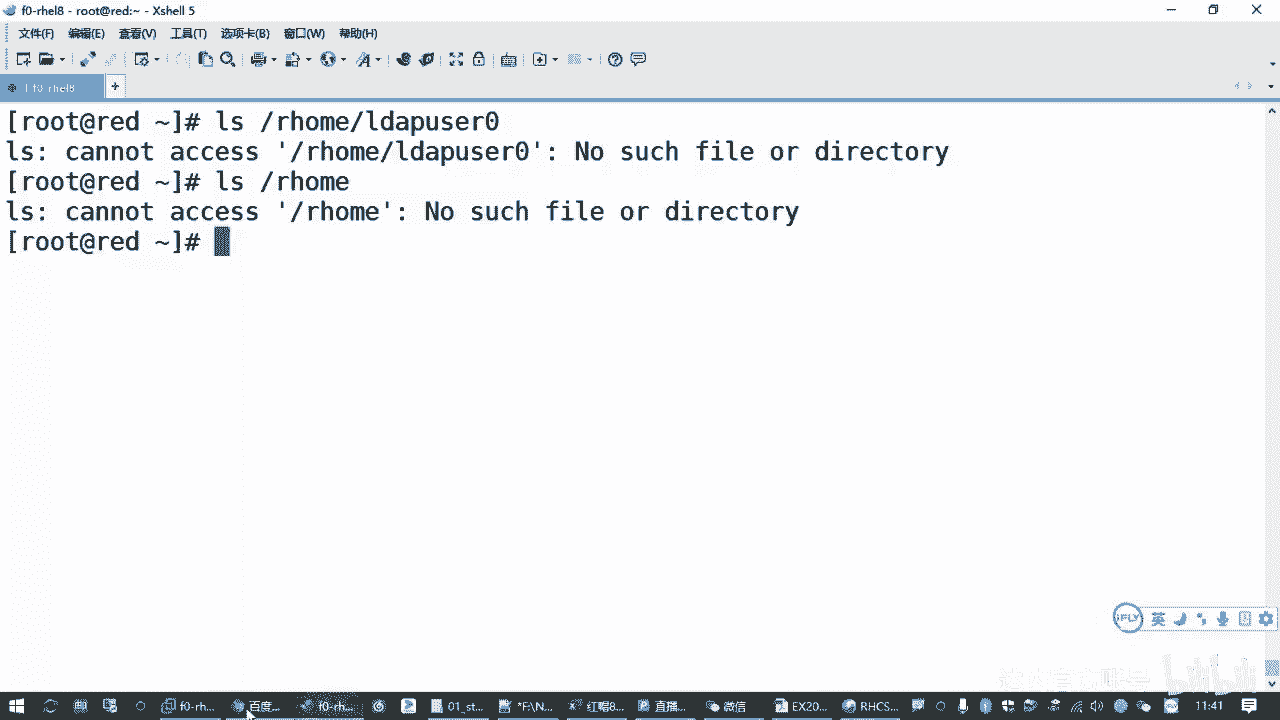 f0-rhel8 - root@red:~ - Xshell 5
文件(F) 编辑(E) 查看(V) 工具(T) 选项卡(B) 窗口(W) 帮助(H)
1 f0-rhel8
[root@red ~]# ls /rhome/ldapuser0
ls: cannot access '/rhome/ldapuser0': No such file or directory
[root@red ~]# ls /rhome
ls: cannot access '/rhome': No such file or directory
[root@red ~]#
iFLY 英
f0-rh... 百度... f0-rh... 01_st... *F\N... 红帽8... 直播... 微信 EX20... RHCS... 11:41